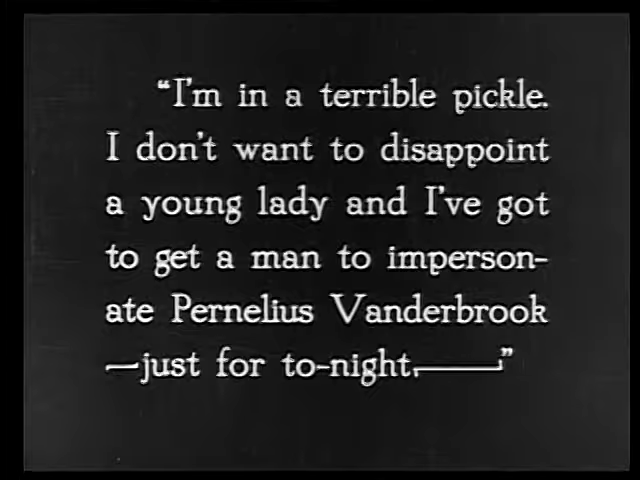 “I'm in a terrible pickle.
I don't want to disappoint
a young lady and I've got
to get a man to imperson-
ate Pernelius Vanderbrook
—just for to-night.——”